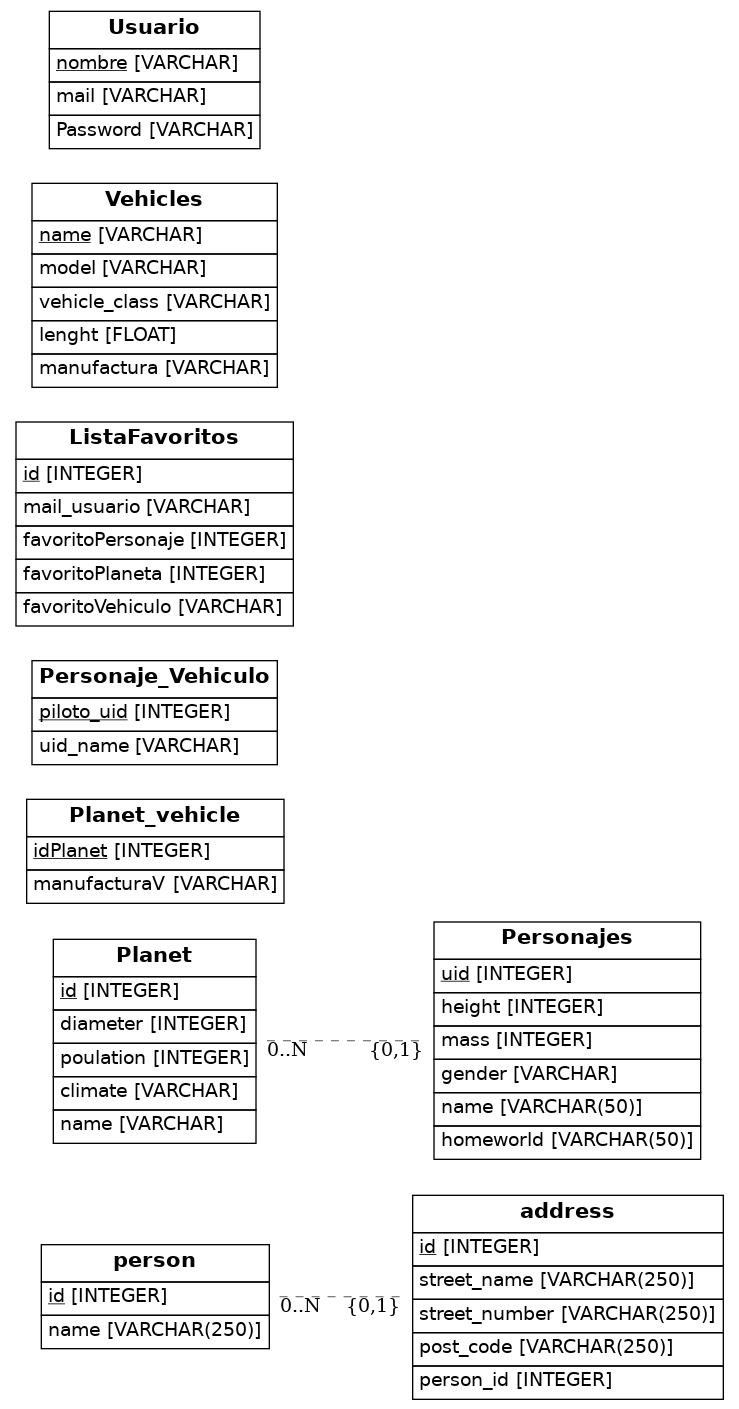 Usuario
nombre [VARCHAR]
mail [VARCHAR]
Password [VARCHAR]
Vehicles
name [VARCHAR]
model [VARCHAR]
vehicle_class [VARCHAR]
lenght [FLOAT]
manufactura [VARCHAR]
ListaFavoritos
id [INTEGER]
mail_usuario [VARCHAR]
favoritoPersonaje [INTEGER]
favoritoPlaneta [INTEGER]
favoritoVehiculo [VARCHAR]
Personaje_Vehiculo
piloto_uid [INTEGER]
uid_name [VARCHAR]
Planet_vehicle
idPlanet [INTEGER]
manufacturaV [VARCHAR]
Planet
id [INTEGER]
diameter [INTEGER]
poulation [INTEGER]
climate [VARCHAR]
name [VARCHAR]
0..N {0,1}
Personajes
uid [INTEGER]
height [INTEGER]
mass [INTEGER]
gender [VARCHAR]
name [VARCHAR(50)]
homeworld [VARCHAR(50)]
person
id [INTEGER]
name [VARCHAR(250)]
0..N {0,1}
address
id [INTEGER]
street_name [VARCHAR(250)]
street_number [VARCHAR(250)]
post_code [VARCHAR(250)]
person_id [INTEGER]